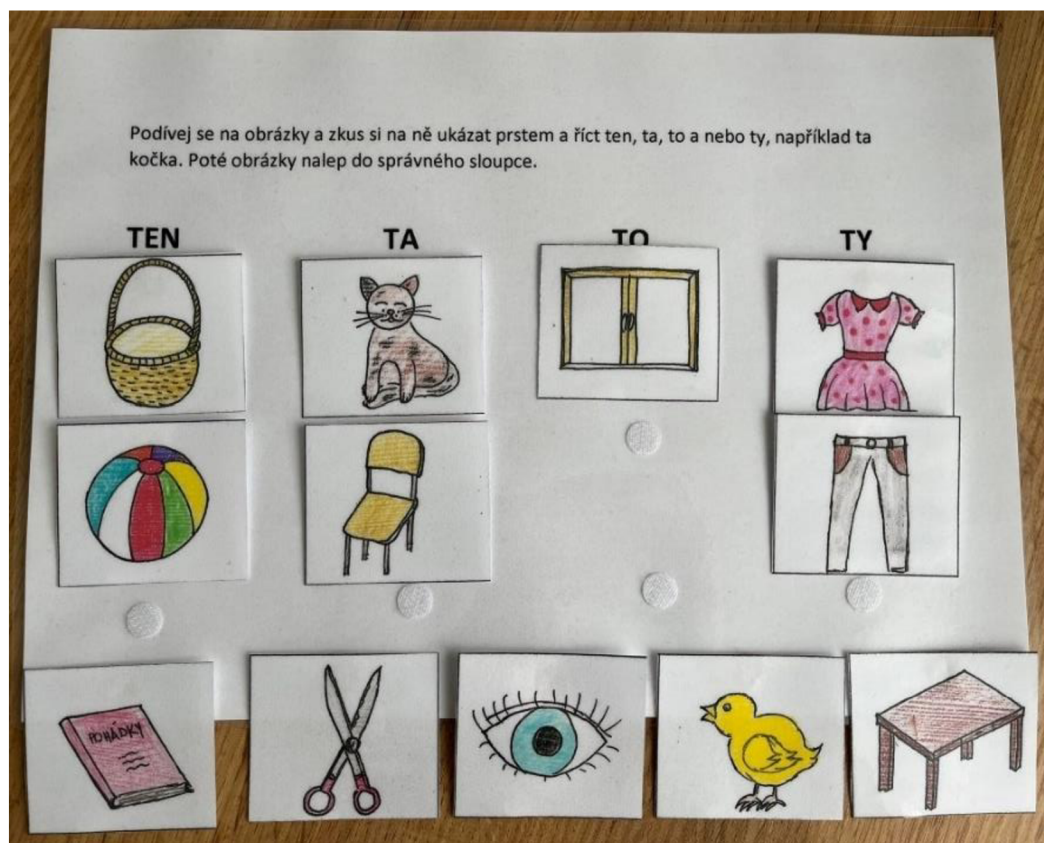 Podívej se na obrázky a zkus si na ně ukázat prstem a říct ten, ta, to a nebo ty, například ta
kočka. Poté obrázky nalep do správného sloupce.
TEN TA TO TY
POHÁDKY